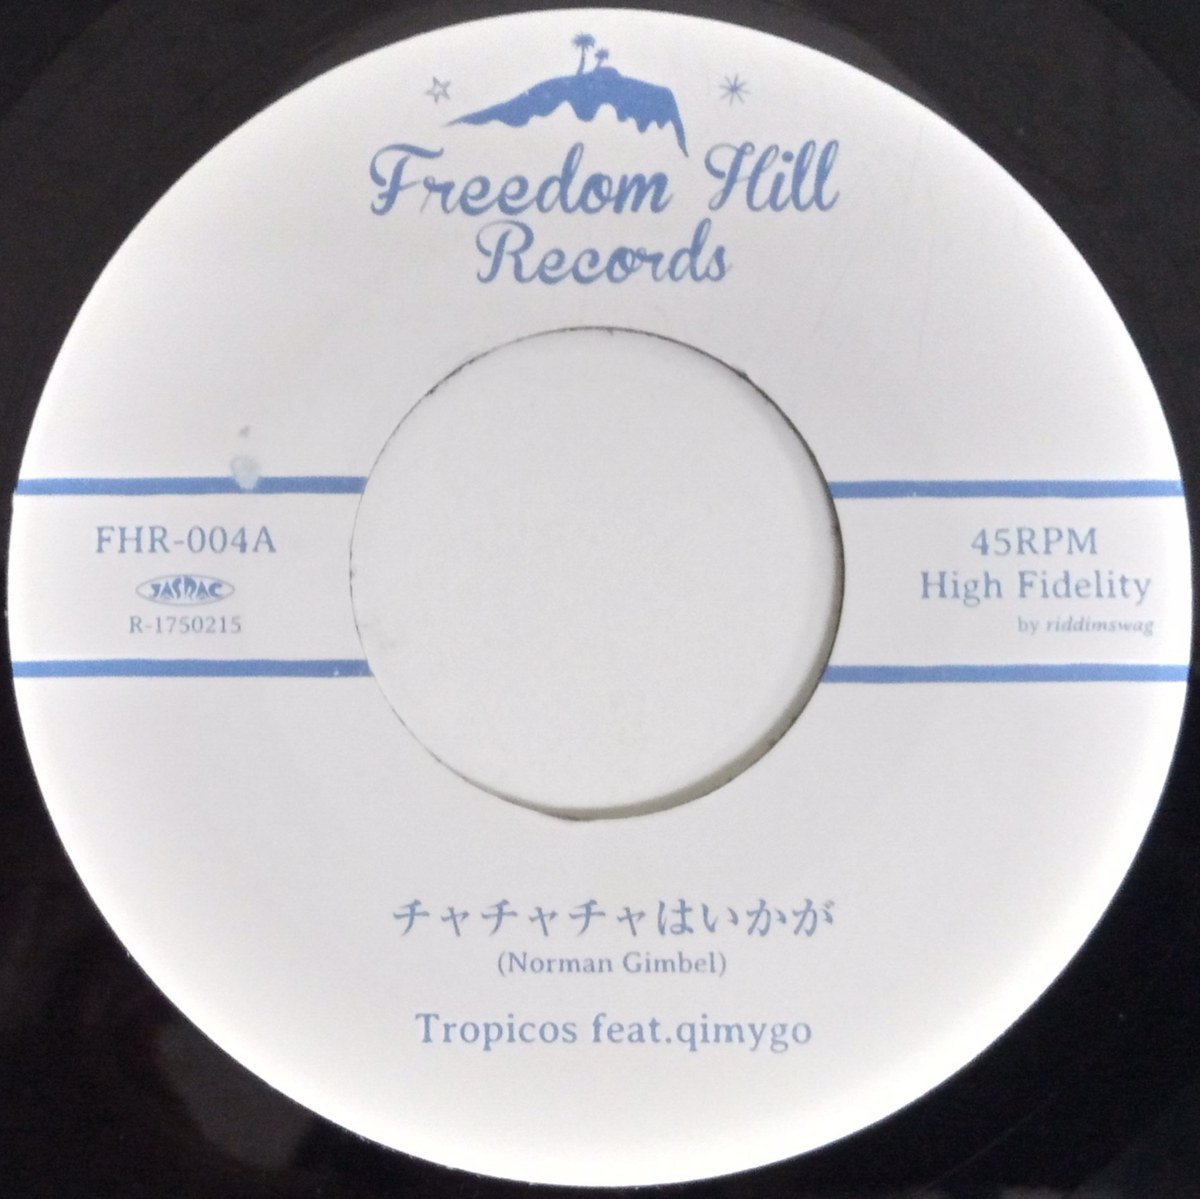 Freedom Hill
Records
FHR-004A
JASRAC
R-1750215
45RPM
High Fidelity
by riddimswag
チャチャチャはいかが
(Norman Gimbel)
Tropicos feat.qimygo